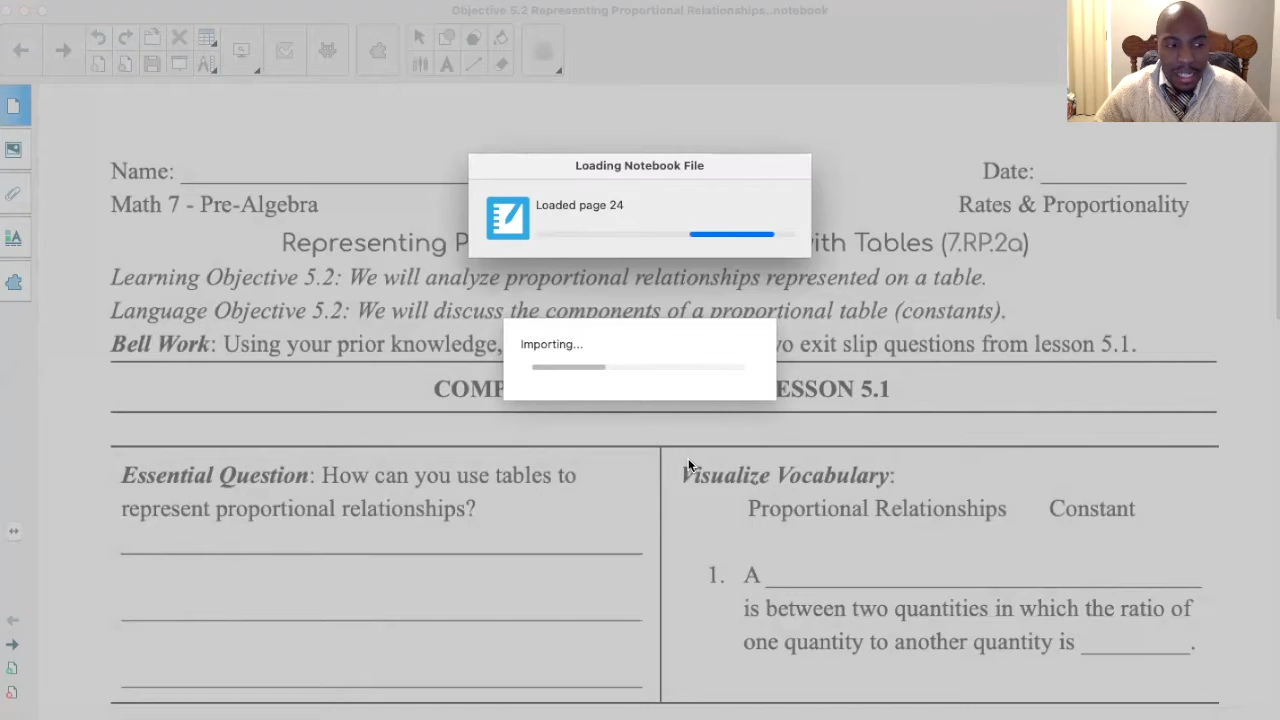 Objective 5.2 Representing Proportional Relationships..notebook
Loading Notebook File
Loaded page 24
Name: Date:
Math 7 - Pre-Algebra Rates & Proportionality
Representing P with Tables (7.RP.2a)
Learning Objective 5.2: We will analyze proportional relationships represented on a table.
Language Objective 5.2: We will discuss the components of a proportional table (constants).
Importing...
Bell Work: Using your prior knowledge, wo exit slip questions from lesson 5.1.
COMP ESSON 5.1
Essential Question: How can you use tables to
represent proportional relationships?
Visualize Vocabulary:
Proportional Relationships Constant
1. A
is between two quantities in which the ratio of
one quantity to another quantity is .